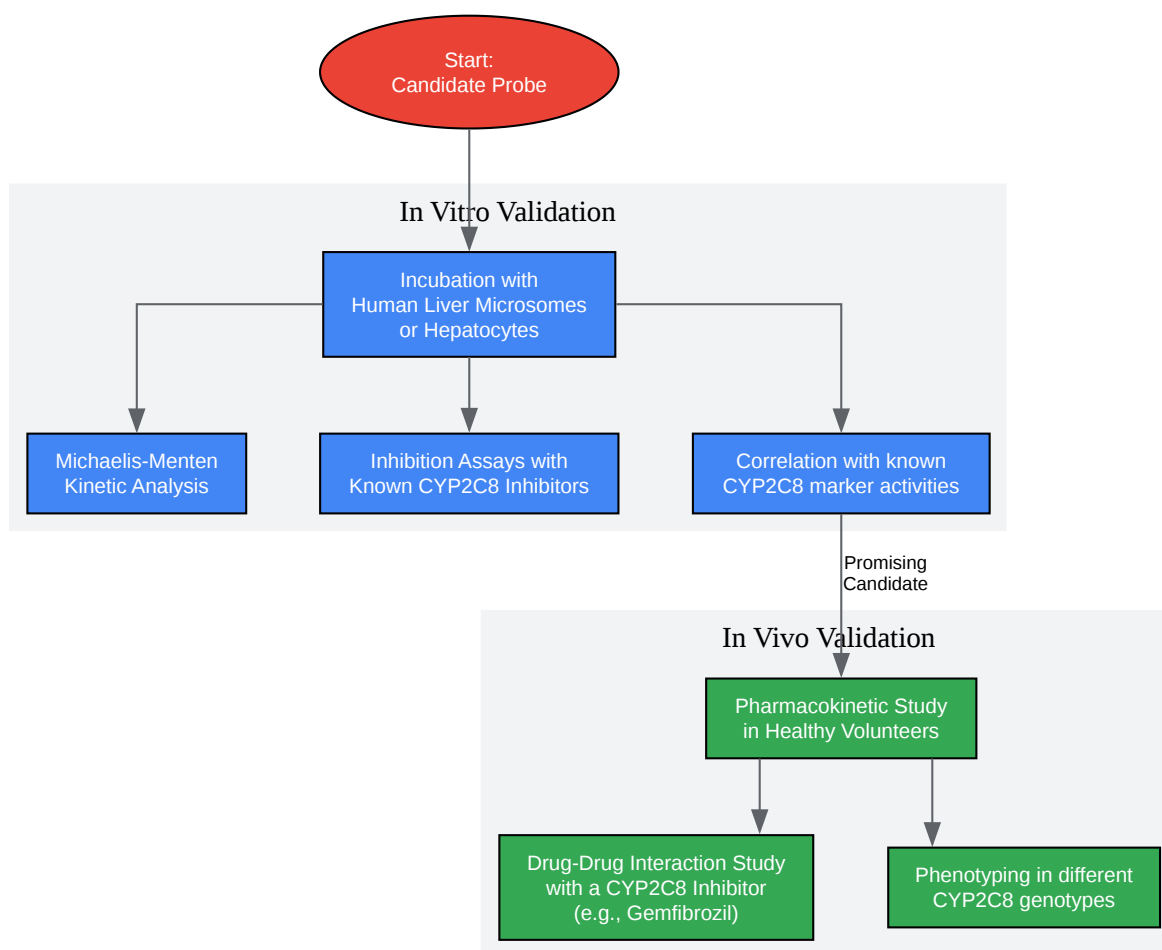 Start:
Candidate Probe
In Vitro Validation
Incubation with
Human Liver Microsomes
or Hepatocytes
Michaelis-Menten
Kinetic Analysis
Inhibition Assays with
Known CYP2C8 Inhibitors
Correlation with known
CYP2C8 marker activities
Promising
Candidate
In Vivo Validation
Pharmacokinetic Study
in Healthy Volunteers
Drug-Drug Interaction Study
with a CYP2C8 Inhibitor
(e.g., Gemfibrozil)
Phenotyping in different
CYP2C8 genotypes